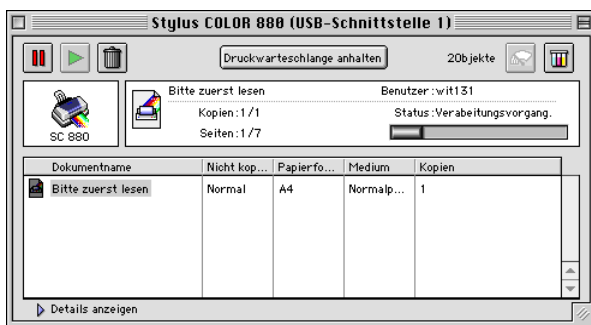 Stylus COLOR 880 (USB-Schnittstelle 1)
Druckwarteschlange anhalten
2Objekte
SC 880
Bitte zuerst lesen
Benutzer:wit131
Kopien:1/1
Status:Verabeitungsvorgang.
Seiten:1/7
Dokumentname Nicht kop... Papierfo... Medium Kopien
Bitte zuerst lesen Normal A4 Normalp... 1
Details anzeigen